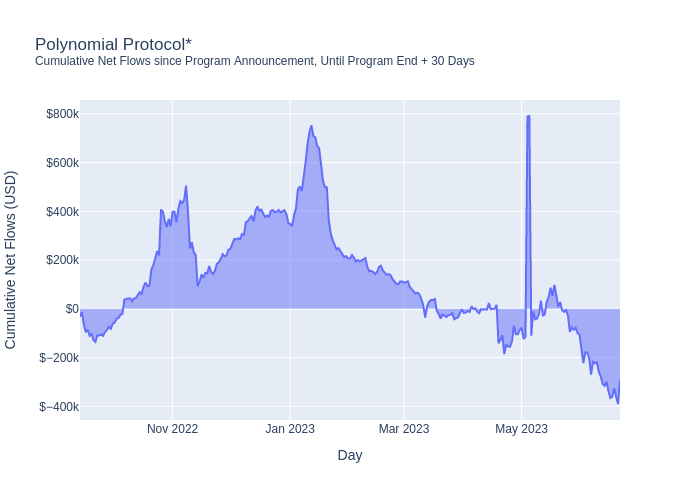 Polynomial Protocol*
Cumulative Net Flows since Program Announcement, Until Program End + 30 Days
Cumulative Net Flows (USD)
$800k
$600k
$400k
$200k
$0
$−200k
$−400k
Nov 2022
Jan 2023
Mar 2023
May 2023
Day